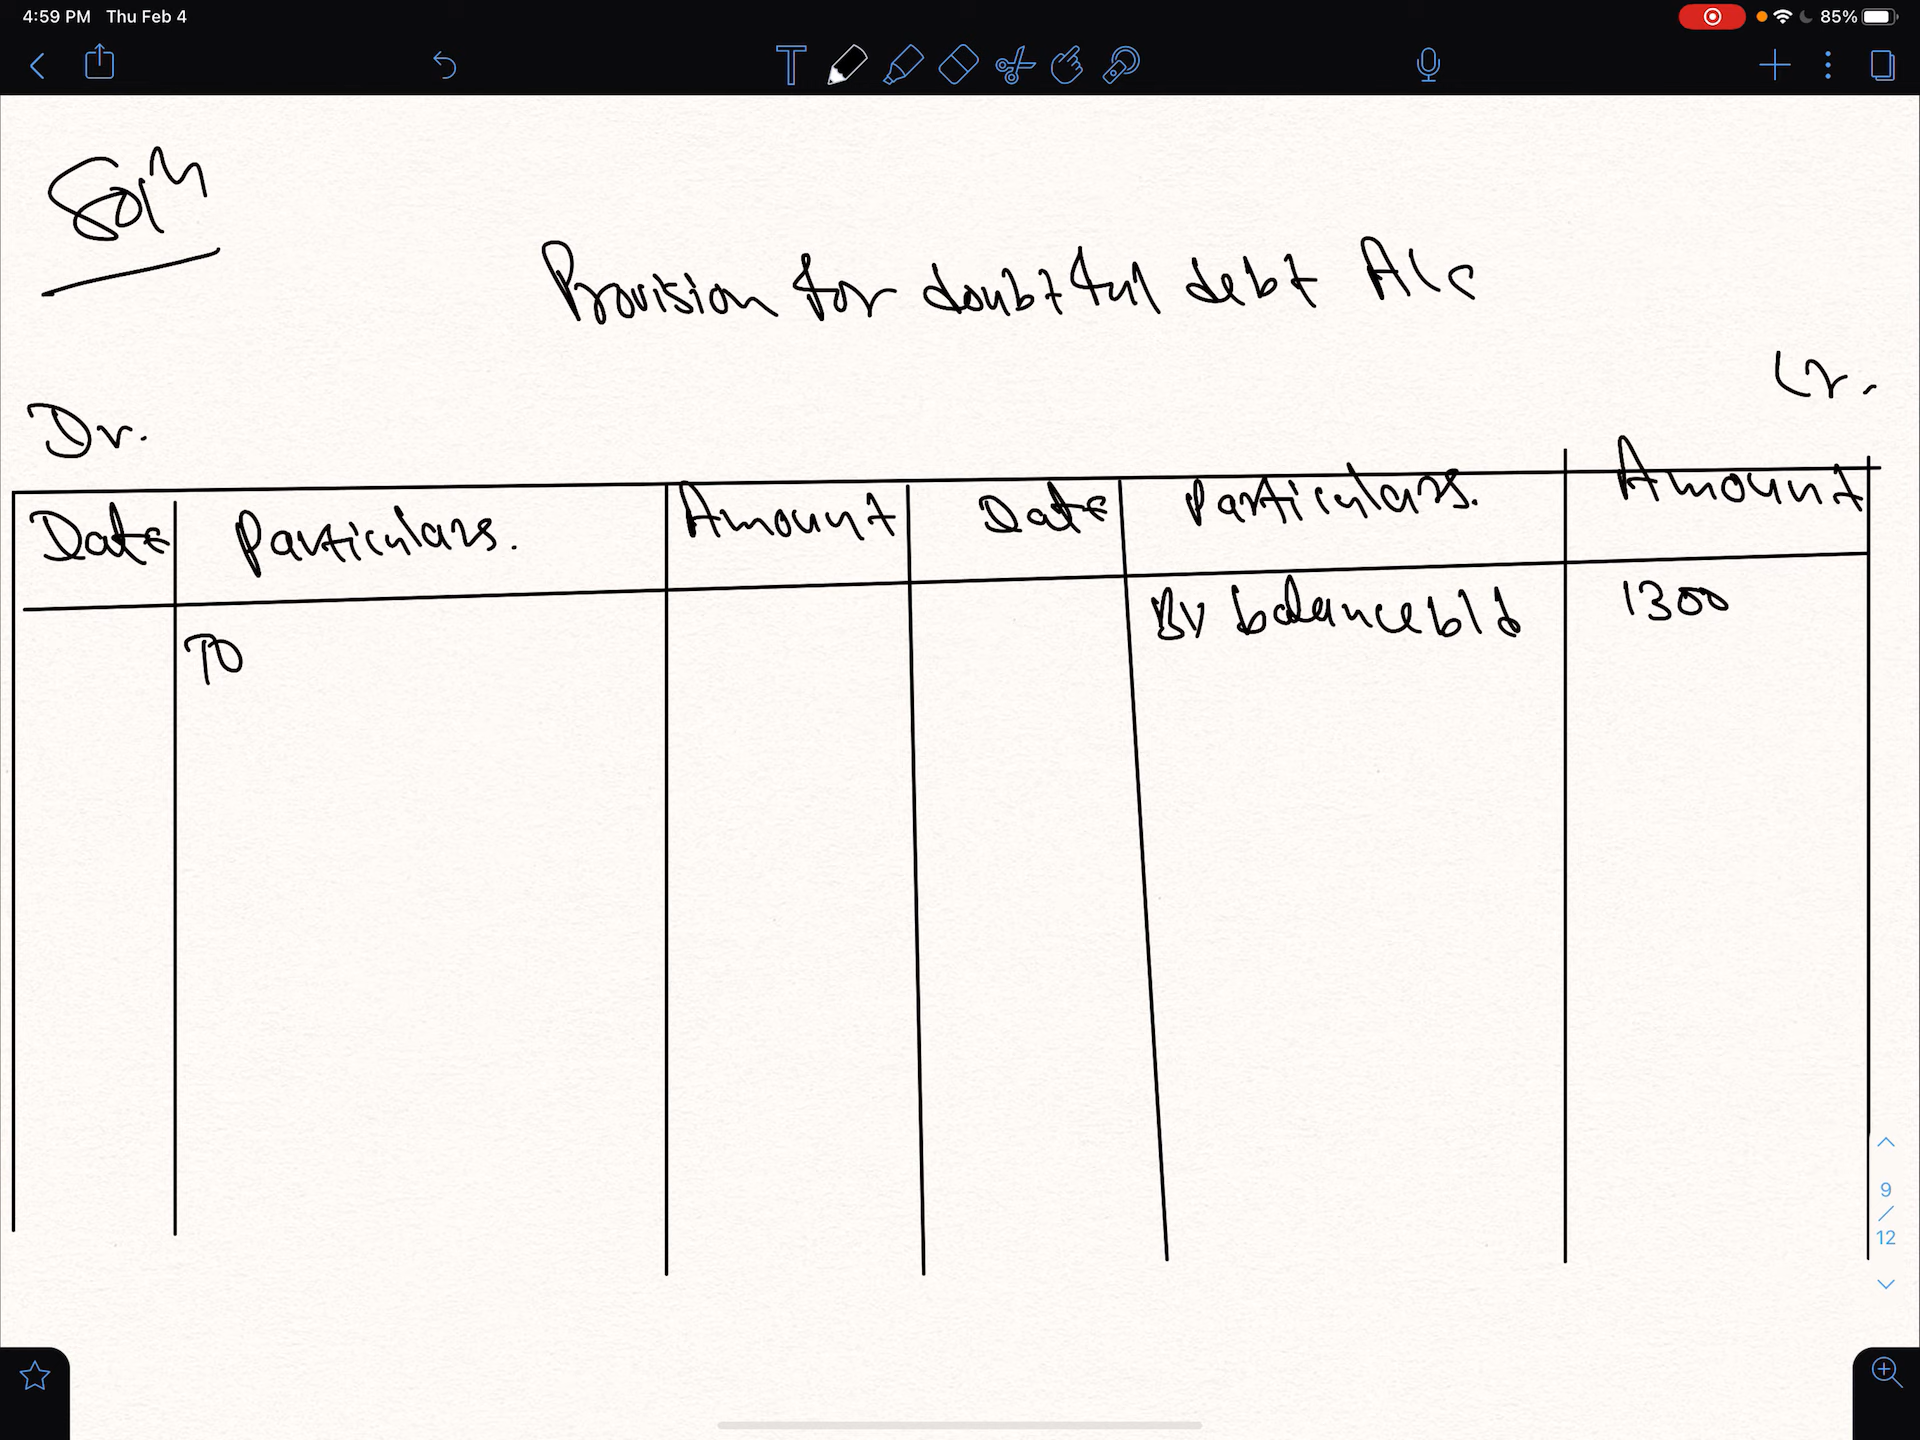 4:59 PM Thu Feb 4
85%
T
Soln
Provision for doubtful debt A/c
Cr.
Dr.
Date Particulars. Amount Date Particulars. Amount
By balance b/d 1300
To
9
/
12